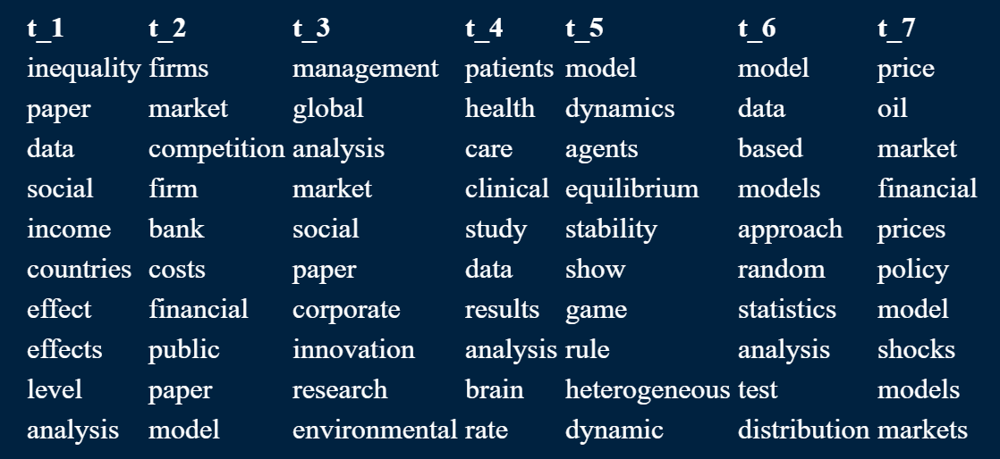 t_1 t_2 t_3 t_4 t_5 t_6 t_7
inequality firms management patients model model price
paper market global health dynamics data oil
data competition analysis care agents based market
social firm market clinical equilibrium models financial
income bank social study stability approach prices
countries costs paper data show random policy
effect financial corporate results game statistics model
effects public innovation analysis rule analysis shocks
level paper research brain heterogeneous test models
analysis model environmental rate dynamic distribution markets